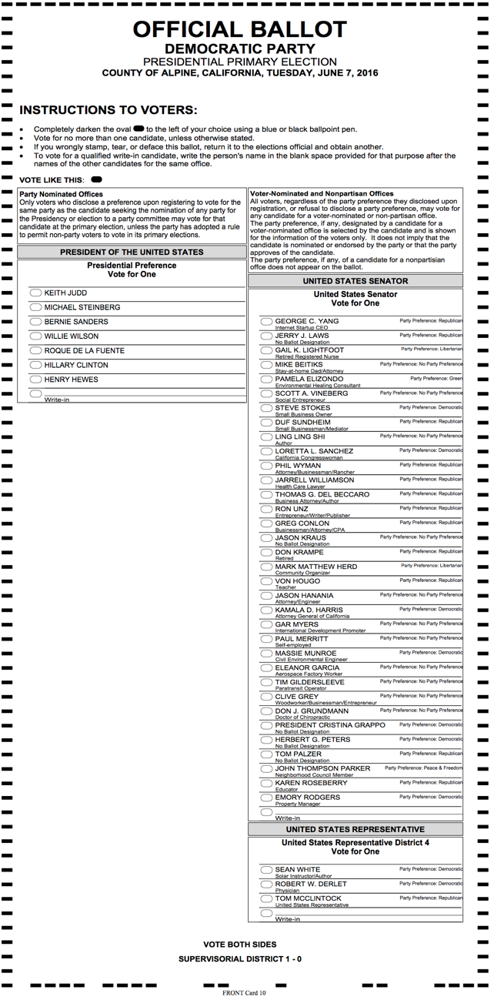 OFFICIAL BALLOT
DEMOCRATIC PARTY
PRESIDENTIAL PRIMARY ELECTION
COUNTY OF ALPINE, CALIFORNIA, TUESDAY, JUNE 7, 2016
INSTRUCTIONS TO VOTERS:
• Completely darken the oval to the left of your choice using a blue or black ballpoint pen.
• Vote for no more than one candidate, unless otherwise stated.
• If you wrongly stamp, tear, or deface this ballot, return it to the elections official and obtain another.
• To vote for a qualified write-in candidate, write the person's name in the blank space provided for that purpose after the
names of the other candidates for the same office.
VOTE LIKE THIS:
Party Nominated Offices
Only voters who disclosed a preference upon registering to vote for the
same party as the candidate seeking the nomination of any party for
the Presidency or election to a party committee may vote for that
candidate at the primary election, unless the party has adopted a rule
to permit non-party voters to vote in its primary elections.
PRESIDENT OF THE UNITED STATES
Presidential Preference
Vote for One
KEITH JUDD
MICHAEL STEINBERG
BERNIE SANDERS
WILLIE WILSON
ROQUE DE LA FUENTE
HILLARY CLINTON
HENRY HEWES
Write-in
Voter-Nominated and Nonpartisan Offices
All voters, regardless of the party preference they disclosed upon
registration, or refusal to disclose a party preference, may vote for
any candidate for a voter-nominated or non-partisan office.
The party preference, if any, designated by a candidate for a
voter-nominated office is selected by the candidate and is shown
for the information of the voters only. It does not imply that the
candidate is nominated or endorsed by the party or that the party
approves of the candidate.
The party preference, if any, of a candidate for a nonpartisian
offce does not appear on the ballot.
UNITED STATES SENATOR
United States Senator
Vote for One
GEORGE C. YANG Party Preference: Republican
Internet Startup CEO
JERRY J. LAWS Party Preference: Republican
No Ballot Designation
GAIL K. LIGHTFOOT Party Preference: Libertarian
Retired Registered Nurse
MIKE BEITIKS Party Preference: No Party Preference
Stay-at-home Dad/Attorney
PAMELA ELIZONDO Party Preference: Green
Environmental Healing Consultant
SCOTT A. VINEBERG Party Preference: No Party Preference
Social Entrepreneur
STEVE STOKES Party Preference: Democratic
Small Business Owner
DUF SUNDHEIM Party Preference: Republican
Small Businessman/Mediator
LING LING SHI Party Preference: No Party Preference
Author
LORETTA L. SANCHEZ Party Preference: Democratic
California Congresswoman
PHIL WYMAN Party Preference: Republican
Attorney/Businessman/Rancher
JARRELL WILLIAMSON Party Preference: Republican
Health Care Lawyer
THOMAS G. DEL BECCARO Party Preference: Republican
Business Attorney/Author
RON UNZ Party Preference: Republican
Entrepreneur/Writer/Publisher
GREG CONLON Party Preference: Republican
Businessman/Attorney/CPA
JASON KRAUS Party Preference: No Party Preference
No Ballot Designation
DON KRAMPE Party Preference: Republican
Retired
MARK MATTHEW HERD Party Preference: Libertarian
Community Organizer
VON HOUGO Party Preference: Republican
Teacher
JASON HANANIA Party Preference: No Party Preference
Attorney/Engineer
KAMALA D. HARRIS Party Preference: Democratic
Attorney General of California
GAR MYERS Party Preference: No Party Preference
International Development Promoter
PAUL MERRITT Party Preference: No Party Preference
Self-employed
MASSIE MUNROE Party Preference: Democratic
Civil Environmental Engineer
ELEANOR GARCIA Party Preference: No Party Preference
Aerospace Factory Worker
TIM GILDERSLEEVE Party Preference: No Party Preference
Paratransit Operator
CLIVE GREY Party Preference: No Party Preference
Woodworker/Businessman/Entrepreneur
DON J. GRUNDMANN Party Preference: No Party Preference
Doctor of Chiropractic
PRESIDENT CRISTINA GRAPPO Party Preference: Democratic
No Ballot Designation
HERBERT G. PETERS Party Preference: Democratic
No Ballot Designation
TOM PALZER Party Preference: Republican
No Ballot Designation
JOHN THOMPSON PARKER Party Preference: Peace & Freedom
Neighborhood Council Member
KAREN ROSEBERRY Party Preference: Republican
Educator
EMORY RODGERS Party Preference: Democratic
Property Manager
Write-in
UNITED STATES REPRESENTATIVE
United States Representative District 4
Vote for One
SEAN WHITE Party Preference: Democratic
Solar Instructor/Author
ROBERT W. DERLET Party Preference: Democratic
Physician
TOM MCCLINTOCK Party Preference: Republican
United States Representative
Write-in
VOTE BOTH SIDES
SUPERVISORIAL DISTRICT 1 - 0
FRONT Card 10